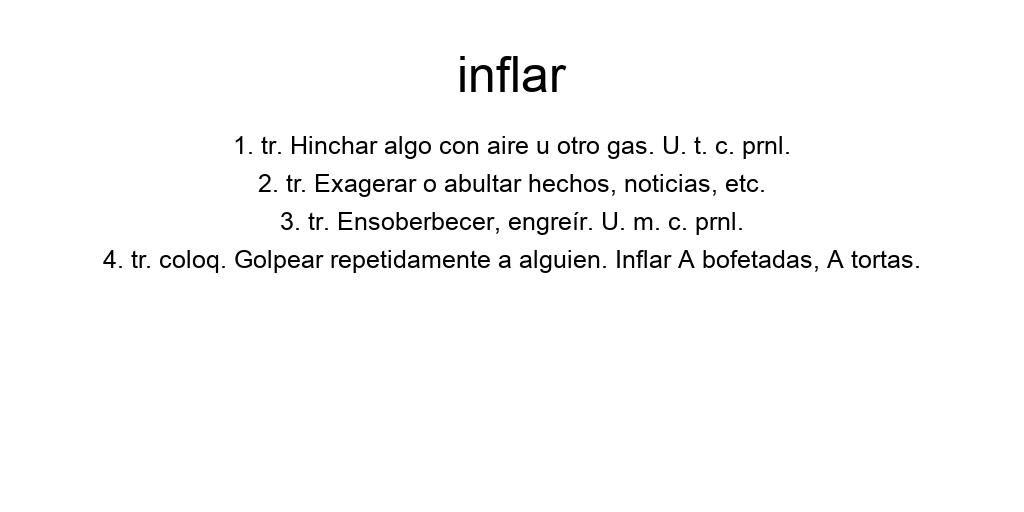 inflar
1. tr. Hinchar algo con aire u otro gas. U. t. c. prnl.
2. tr. Exagerar o abultar hechos, noticias, etc.
3. tr. Ensoberbecer, engreír. U. m. c. prnl.
4. tr. coloq. Golpear repetidamente a alguien. Inflar A bofetadas, A tortas.